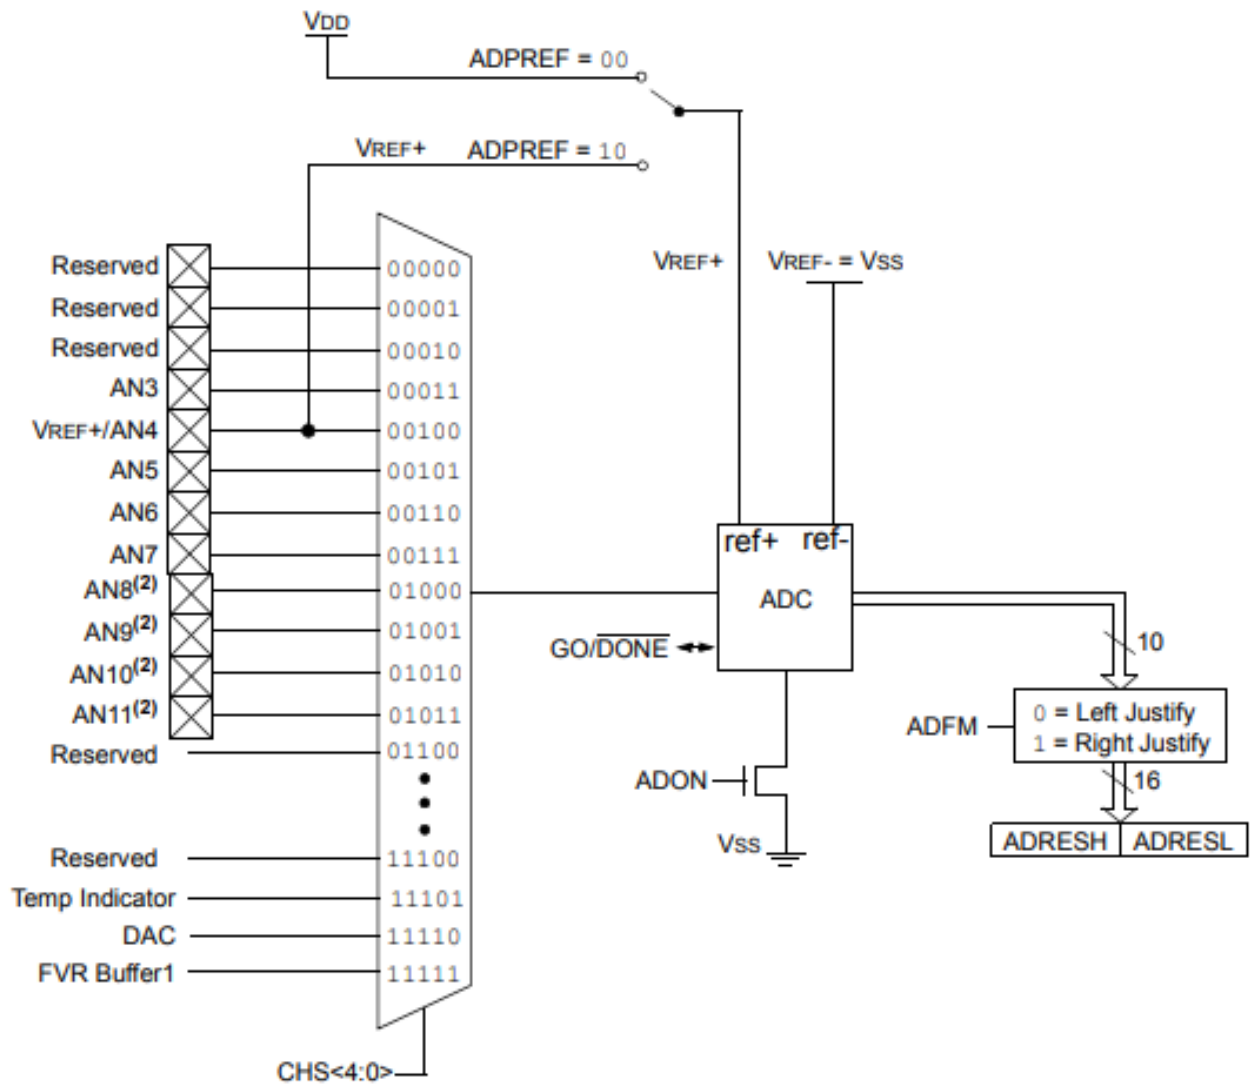 VDD
ADPREF = 00
VREF+ ADPREF = 10
VREF+ VREF- = VSS
Reserved 00000
Reserved 00001
Reserved 00010
AN3 00011
VREF+/AN4 00100
AN5 00101
AN6 00110
AN7 00111
AN8(2) 01000
AN9(2) 01001
AN10(2) 01010
AN11(2) 01011
Reserved 01100
Reserved 11100
Temp Indicator 11101
DAC 11110
FVR Buffer1 11111
CHS<4:0>
ref+ ref-
ADC
GO/DONE
ADON
VSS
10
ADFM
0 = Left Justify
1 = Right Justify
16
ADRESH ADRESL